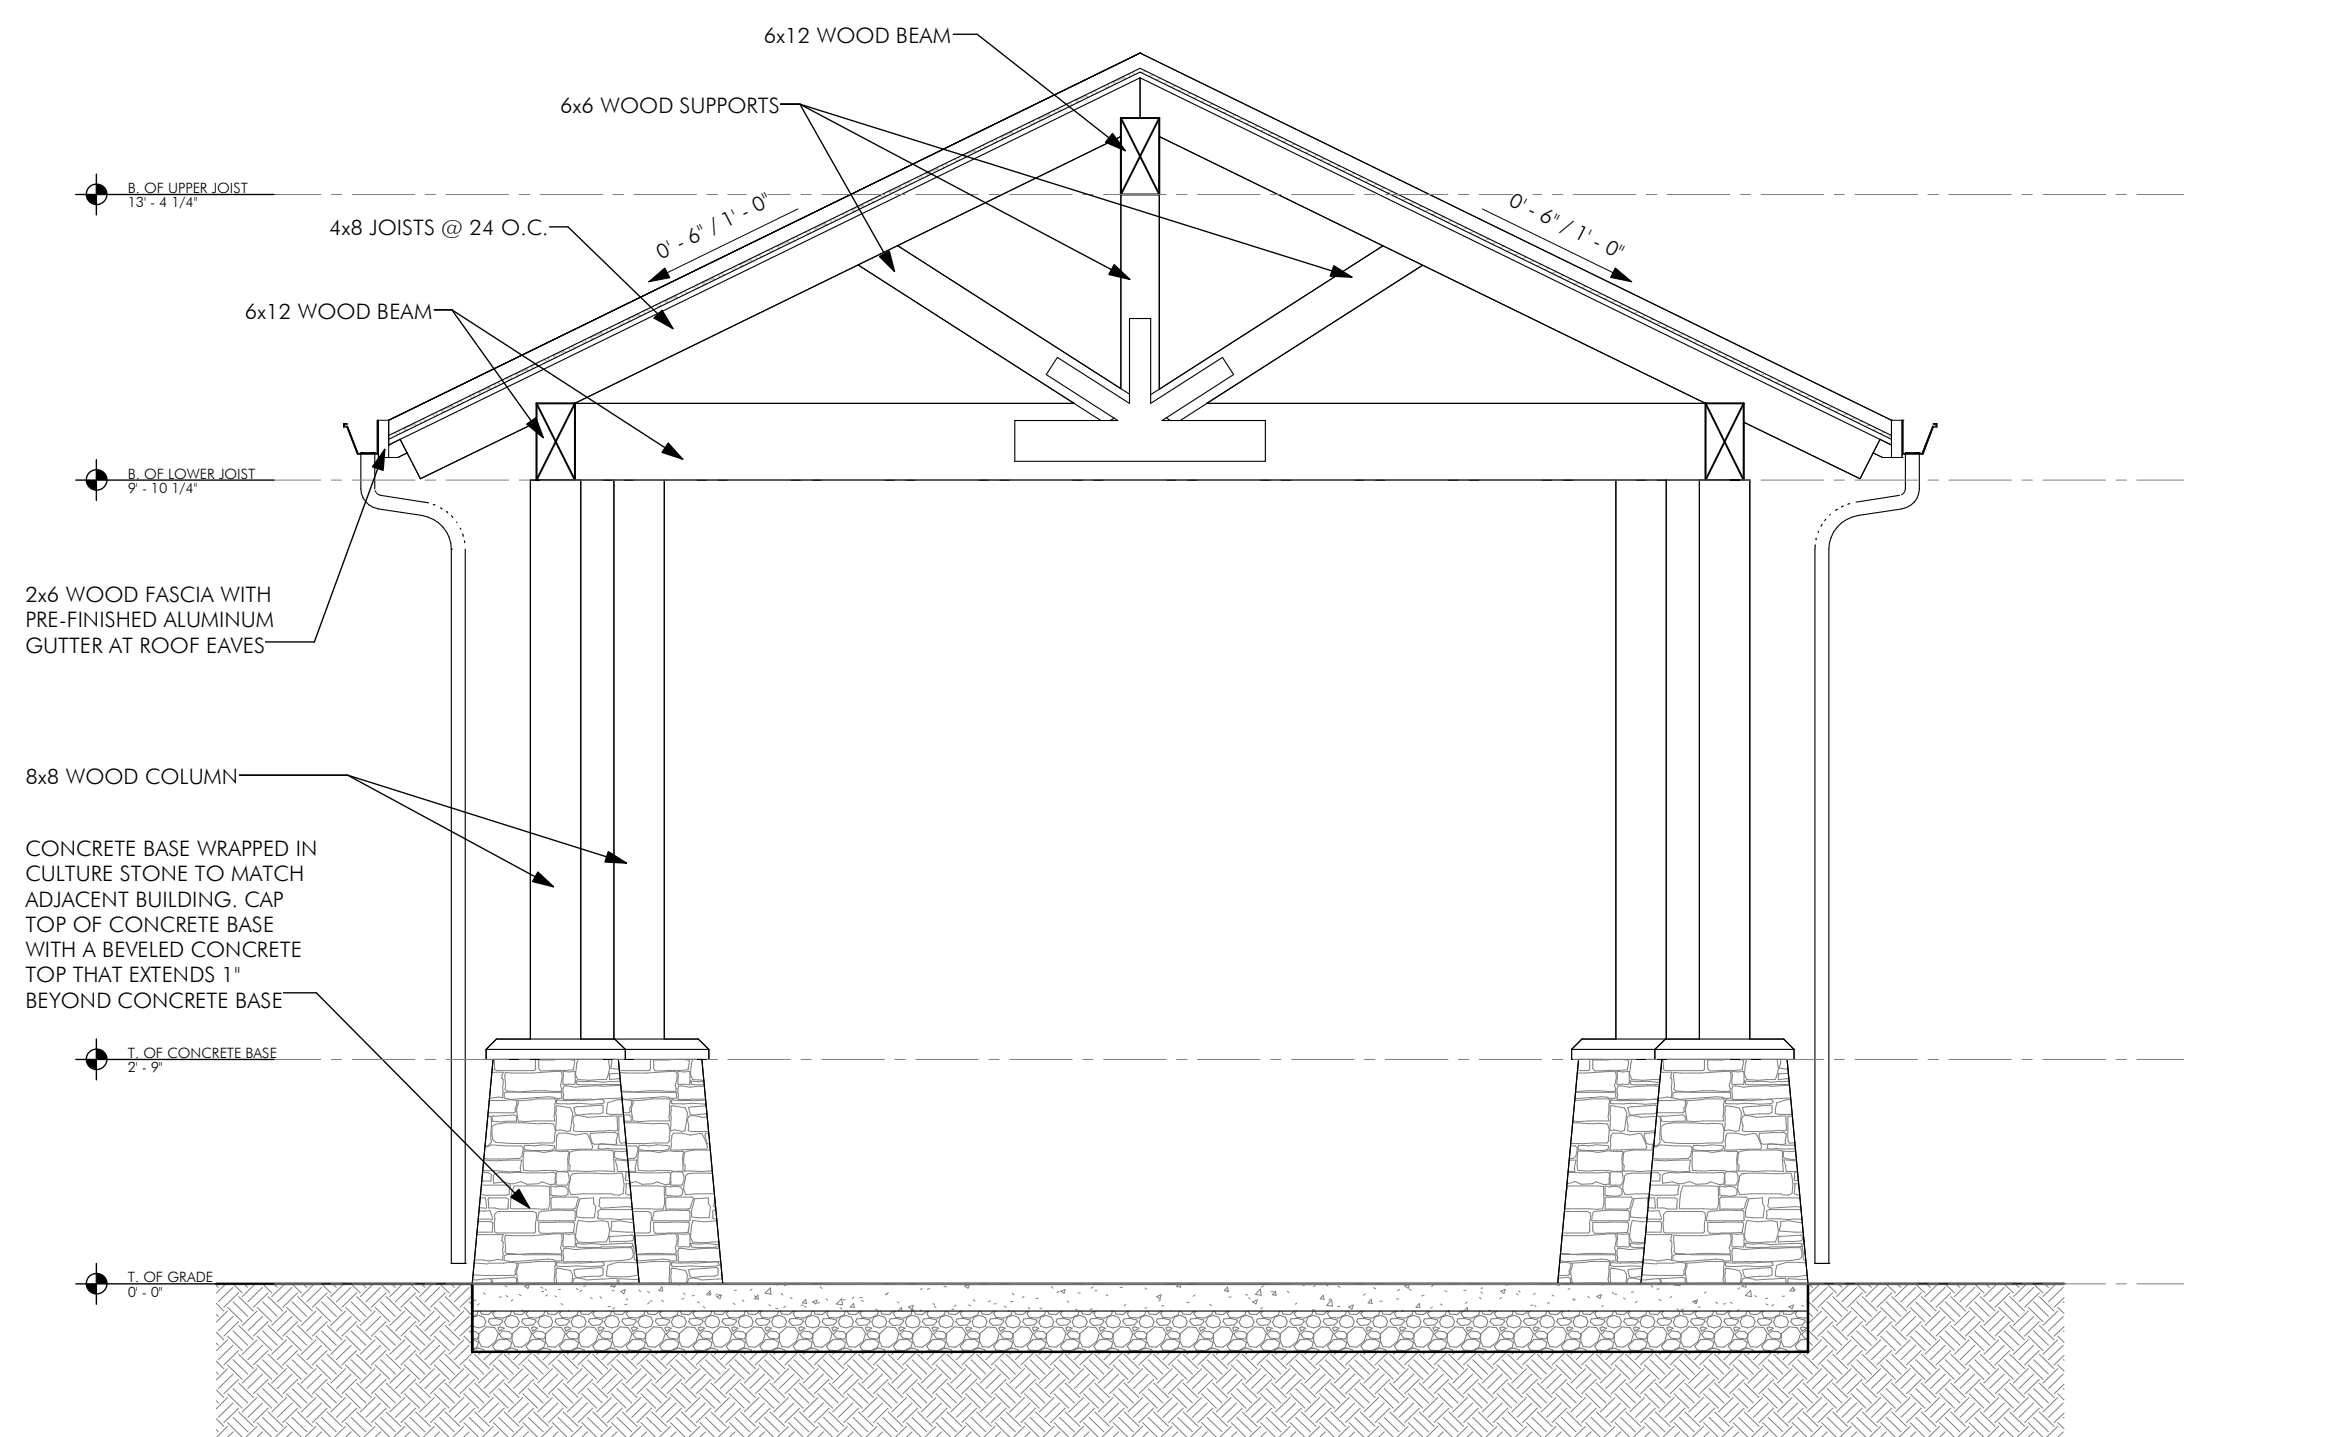 6x12 WOOD BEAM
6x6 WOOD SUPPORTS
B. OF UPPER JOIST
13' - 4 1/4"
0' - 6" / 1' - 0"
0' - 6" / 1' - 0"
4x8 JOISTS @ 24 O.C.
6x12 WOOD BEAM
B. OF LOWER JOIST
9' - 10 1/4"
2x6 WOOD FASCIA WITH
PRE-FINISHED ALUMINUM
GUTTER AT ROOF EAVES
8x8 WOOD COLUMN
CONCRETE BASE WRAPPED IN
CULTURE STONE TO MATCH
ADJACENT BUILDING. CAP
TOP OF CONCRETE BASE
WITH A BEVELED CONCRETE
TOP THAT EXTENDS 1"
BEYOND CONCRETE BASE
T. OF CONCRETE BASE
2' - 9"
T. OF GRADE
0' - 0"